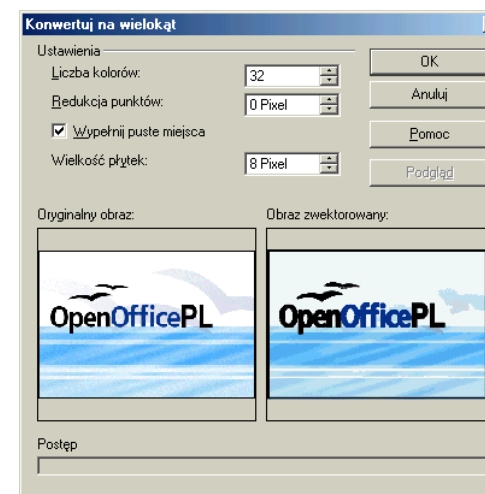 Konwertuj na wielokąt
Ustawienia
Liczba kolorów:
32
Redukcja punktów:
0 Pixel
Wypełnij puste miejsca
Wielkość płytek:
8 Pixel
OK
Anuluj
Pomoc
Podgląd
Oryginalny obraz:
Obraz zwektorowany:
OpenOfficePL
OpenOfficePL
Postęp